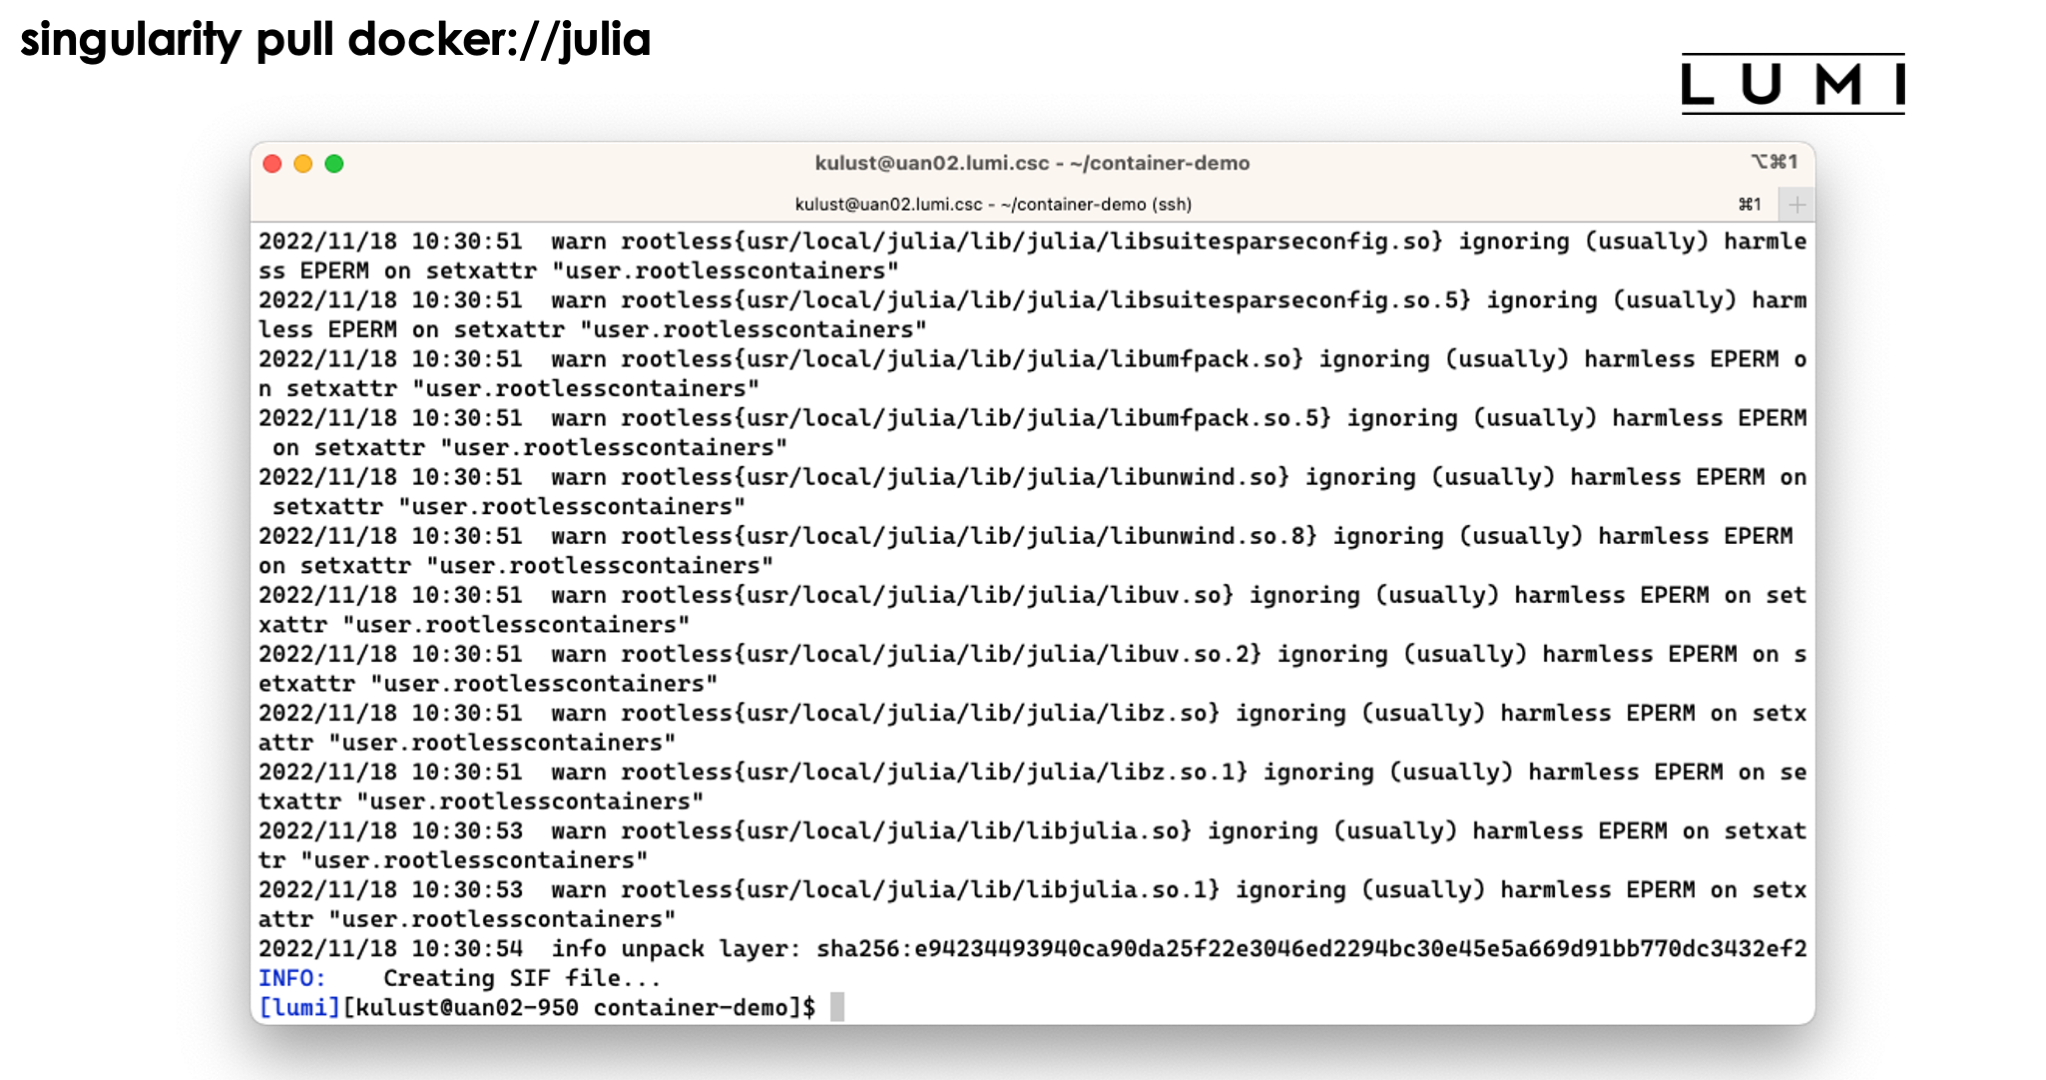 singularity pull docker://julia
LUMI
kulust@uan02.lumi.csc - ~/container-demo
⌥⌘1
kulust@uan02.lumi.csc - ~/container-demo (ssh)
⌘1
+
2022/11/18 10:30:51  warn rootless{usr/local/julia/lib/julia/libsuitesparseconfig.so} ignoring (usually) harmle
ss EPERM on setxattr "user.rootlesscontainers"
2022/11/18 10:30:51  warn rootless{usr/local/julia/lib/julia/libsuitesparseconfig.so.5} ignoring (usually) harm
less EPERM on setxattr "user.rootlesscontainers"
2022/11/18 10:30:51  warn rootless{usr/local/julia/lib/julia/libumfpack.so} ignoring (usually) harmless EPERM o
n setxattr "user.rootlesscontainers"
2022/11/18 10:30:51  warn rootless{usr/local/julia/lib/julia/libumfpack.so.5} ignoring (usually) harmless EPERM
 on setxattr "user.rootlesscontainers"
2022/11/18 10:30:51  warn rootless{usr/local/julia/lib/julia/libunwind.so} ignoring (usually) harmless EPERM on
 setxattr "user.rootlesscontainers"
2022/11/18 10:30:51  warn rootless{usr/local/julia/lib/julia/libunwind.so.8} ignoring (usually) harmless EPERM
on setxattr "user.rootlesscontainers"
2022/11/18 10:30:51  warn rootless{usr/local/julia/lib/julia/libuv.so} ignoring (usually) harmless EPERM on set
xattr "user.rootlesscontainers"
2022/11/18 10:30:51  warn rootless{usr/local/julia/lib/julia/libuv.so.2} ignoring (usually) harmless EPERM on s
etxattr "user.rootlesscontainers"
2022/11/18 10:30:51  warn rootless{usr/local/julia/lib/julia/libz.so} ignoring (usually) harmless EPERM on setx
attr "user.rootlesscontainers"
2022/11/18 10:30:51  warn rootless{usr/local/julia/lib/julia/libz.so.1} ignoring (usually) harmless EPERM on se
txattr "user.rootlesscontainers"
2022/11/18 10:30:53  warn rootless{usr/local/julia/lib/libjulia.so} ignoring (usually) harmless EPERM on setxat
tr "user.rootlesscontainers"
2022/11/18 10:30:53  warn rootless{usr/local/julia/lib/libjulia.so.1} ignoring (usually) harmless EPERM on setx
attr "user.rootlesscontainers"
2022/11/18 10:30:54  info unpack layer: sha256:e94234493940ca90da25f22e3046ed2294bc30e45e5a669d91bb770dc3432ef2
INFO:    Creating SIF file...
[lumi][kulust@uan02-950 container-demo]$